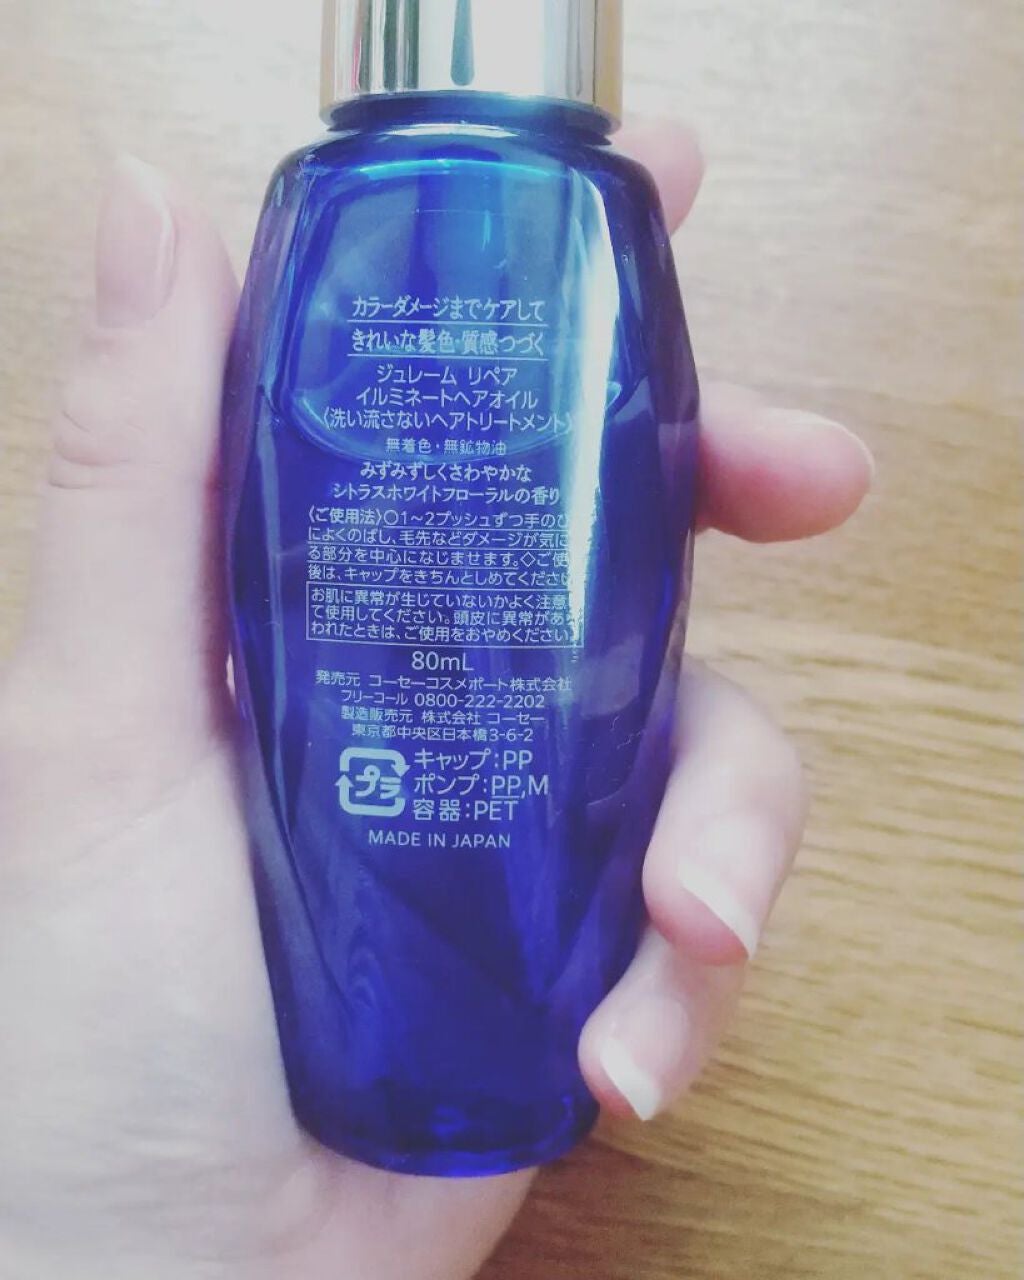 カラーダメージまでケアして
きれいな髪色・質感つづく
ジュレーム リペア
イルミネートヘアオイル
〈洗い流さないヘアトリートメント〉
無着色・無鉱物油
みずみずしくさわやかな
シトラスホワイトフローラルの香り
〈ご使用法〉○1~2プッシュずつ手のひ
によくのばし、毛先などダメージが気に
る部分を中心になじませます。◇ご使
後は、キャップをきちんとしめてください
お肌に異常が生じていないかよく注意
て使用してください。頭皮に異常があ
われたときは、ご使用をおやめください。
80mL
発売元 コーセーコスメポート株式会社
フリーコール 0800-222-2202
製造販売元 株式会社 コーセー
東京都中央区日本橋3-6-2
プラ
キャップ:PP
ポンプ:PP,M
容器:PET
MADE IN JAPAN